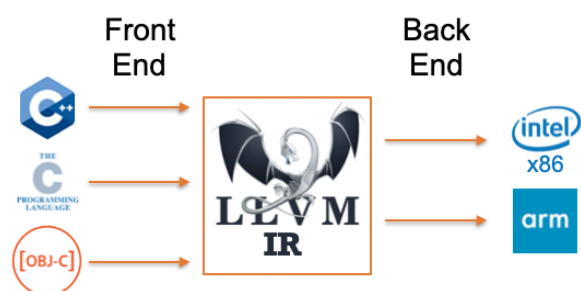 Front
End
Back
End
C++
THE
C
PROGRAMMING
LANGUAGE
[OBJ-C]
LLVM
IR
intel
x86
arm